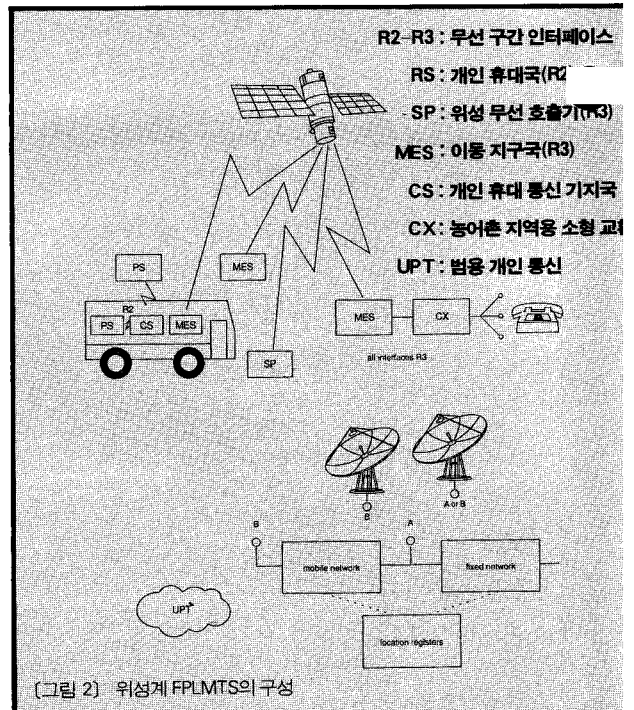 R2-R3 : 무선 구간 인터페이스
RS : 개인 휴대국(R2
SP : 위성 무선 호출기(R3)
MES : 이동 지구국(R3)
CS : 개인 휴대 통신 기지국
CX : 농어촌 지역용 소형 교환
UPT : 범용 개인 통신
PS
MES
R2
PS
CS
MES
SP
MES
CX
all interfaces R3
B
A or B
B
A
mobile network
fixed network
UPT
location registers
[그림 2] 위성계 FPLMTS의 구성